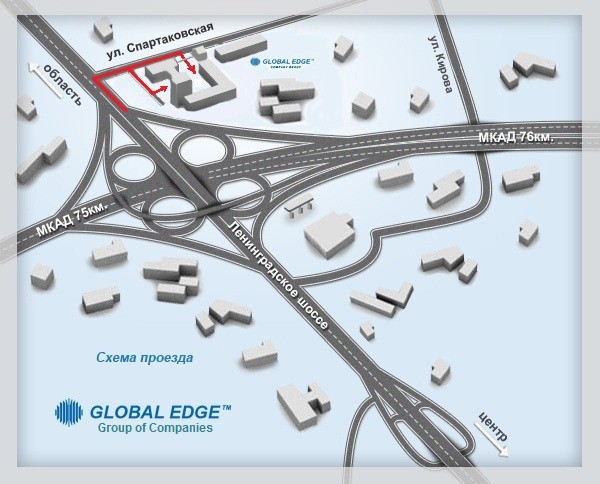 ул. Спартаковская
GLOBAL EDGE™
COMPANY GROUP
область
ул. Кирова
МКАД 76км.
МКАД 75км.
Ленинградское шоссе
Схема проезда
GLOBAL EDGE™
Group of Companies
центр